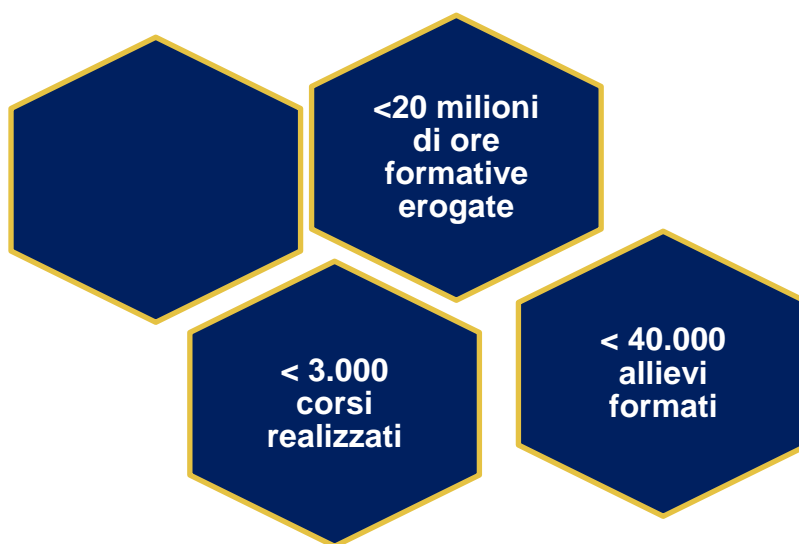 <20 milioni
di ore
formative
erogate
< 3.000
corsi
realizzati
< 40.000
allievi
formati